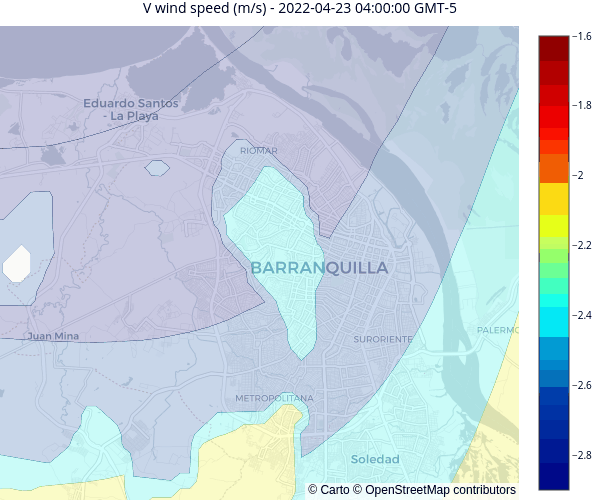 V wind speed (m/s) - 2022-04-23 04:00:00 GMT-5
−1.6
Eduardo Santos
- La Playa
−1.8
RIOMAR
−2
−2.2
BARRANQUILLA
−2.4
Juan Mina
SURORIENTE
PALERMO
−2.6
METROPOLITANA
Soledad
−2.8
© Carto © OpenStreetMap contributors